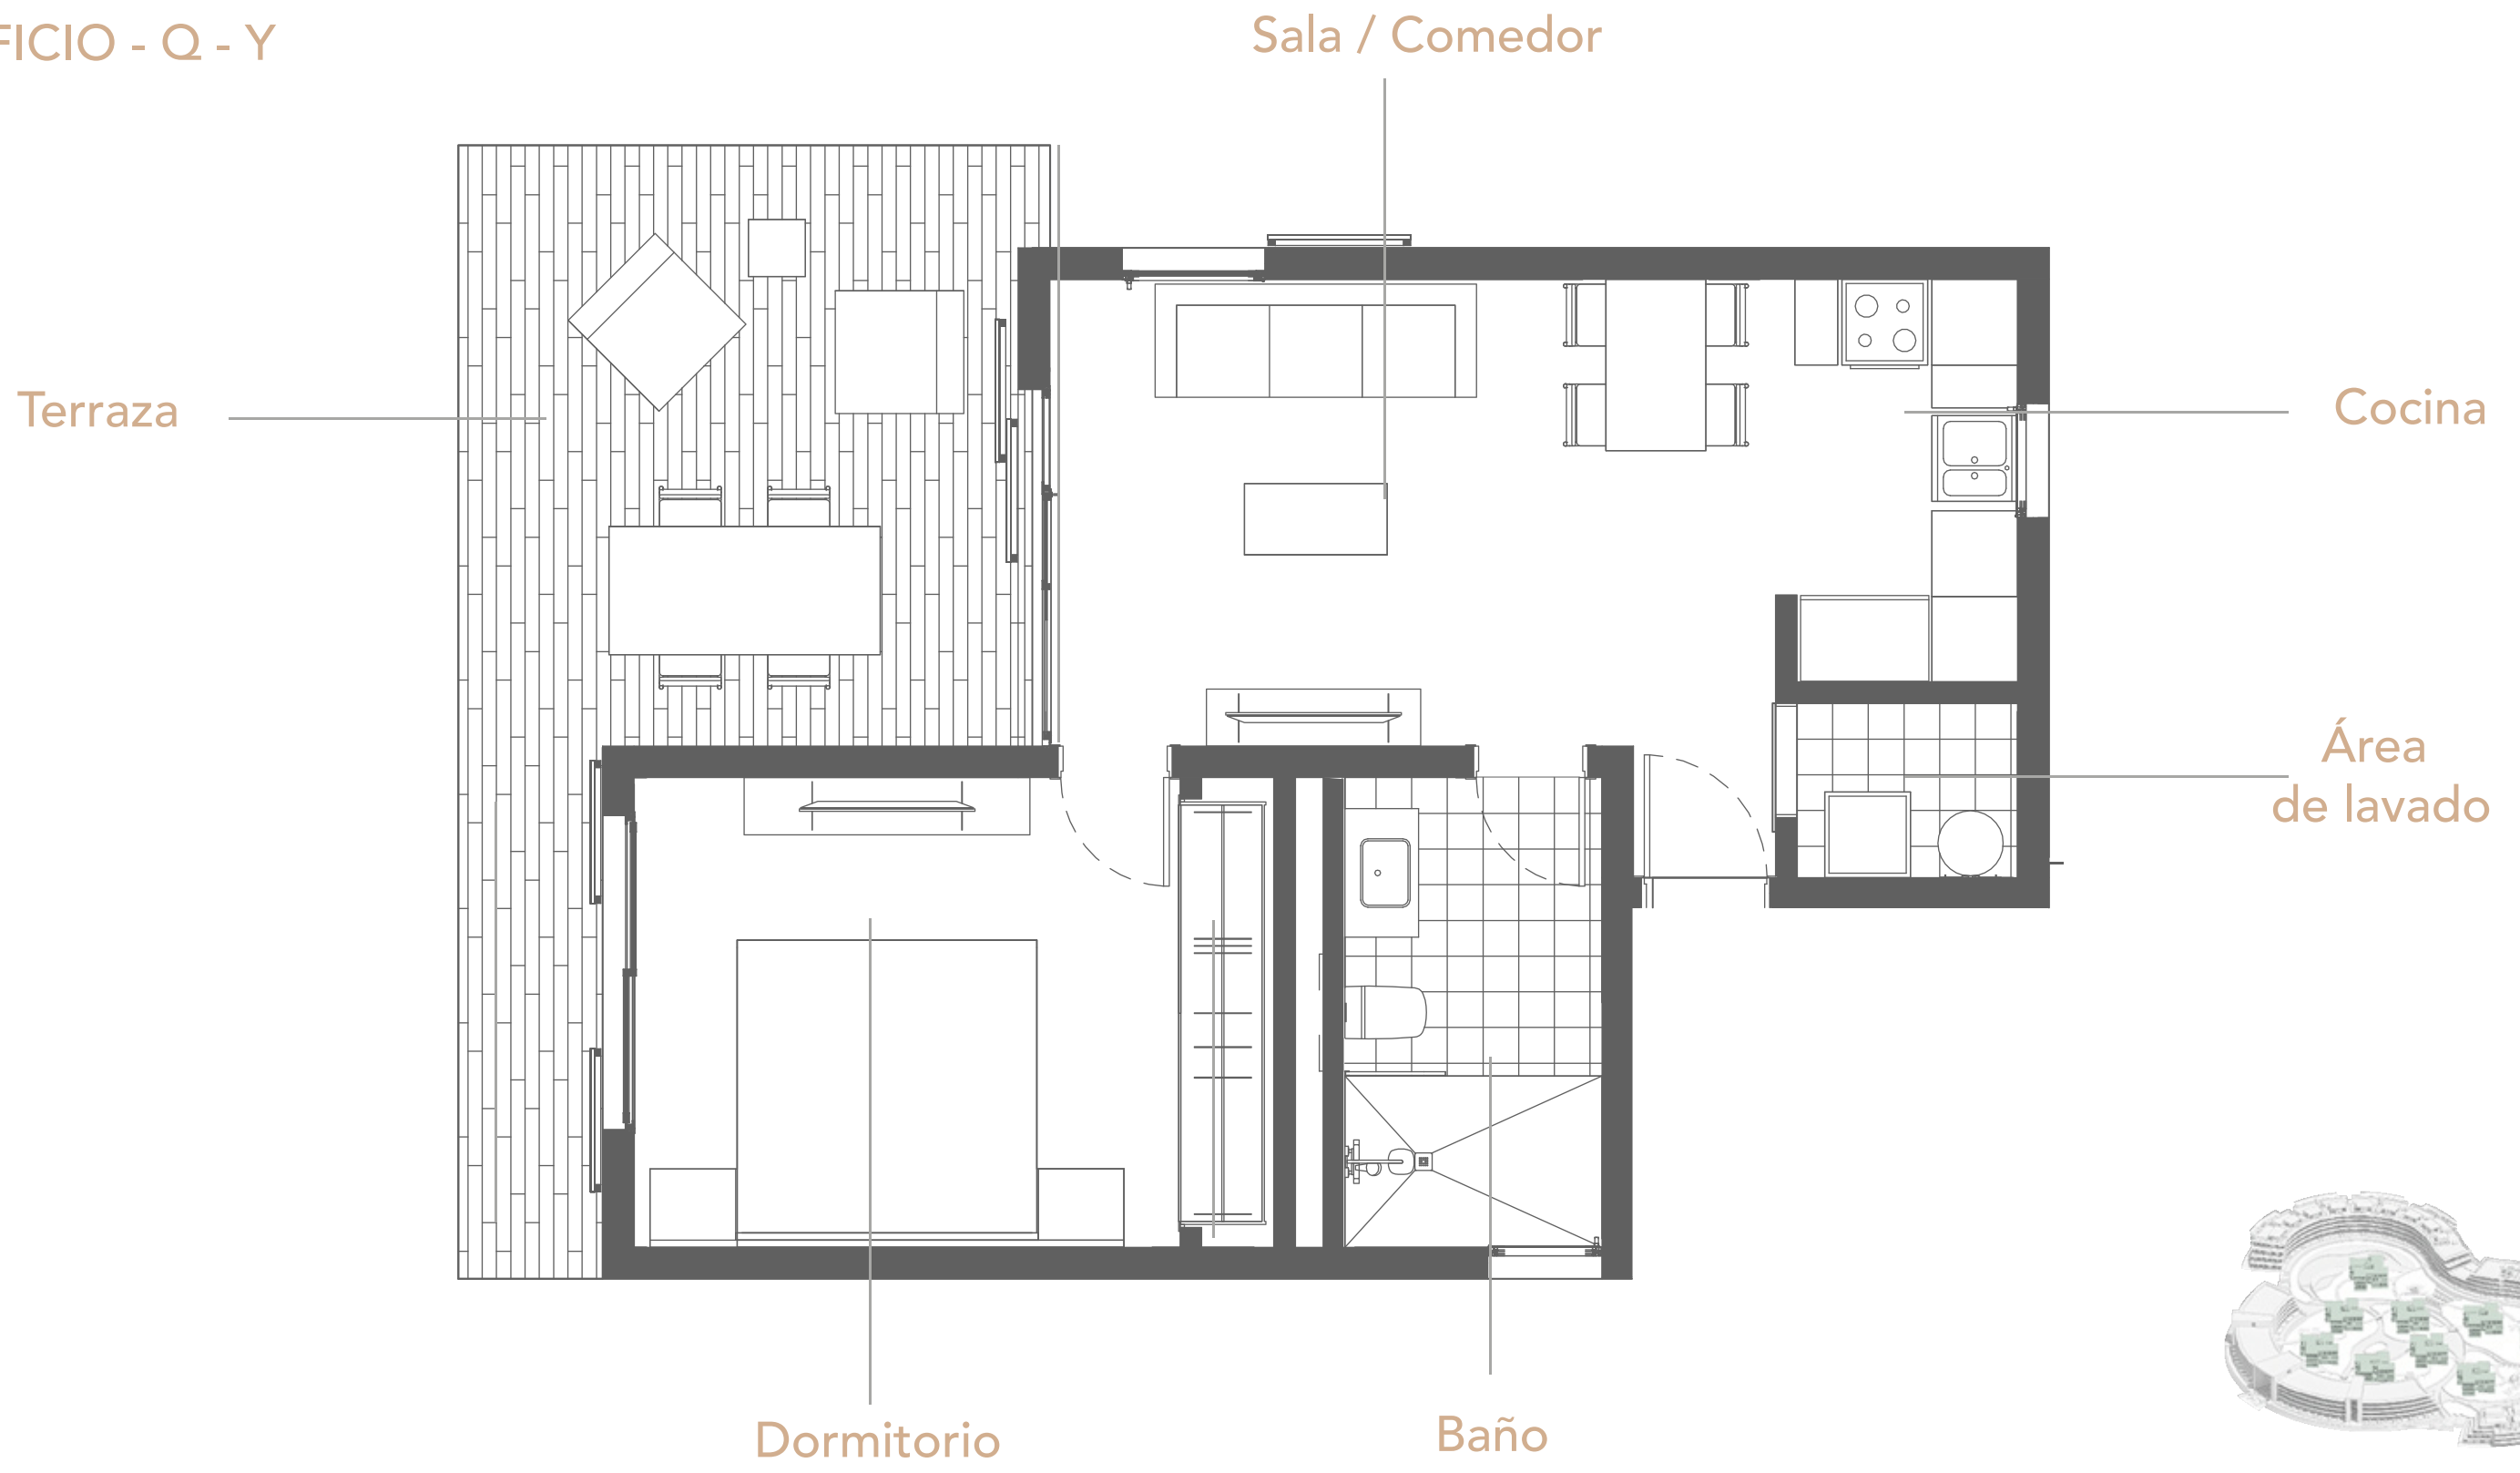 FICIO - Q - Y
Sala / Comedor
Terraza
Cocina
Área
de lavado
Dormitorio
Baño